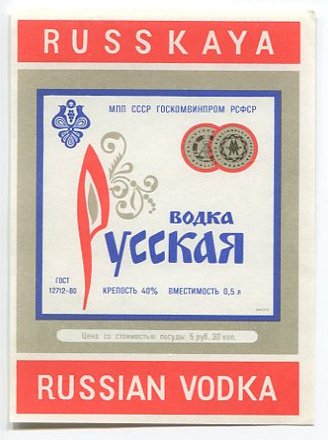 RUSSKAYA
МПП СССР ГОСКОМВИНПРОМ РСФСР
ВОДКА
Русская
ГОСТ
12712-80
КРЕПОСТЬ 40% ВМЕСТИМОСТЬ 0,5 л
Цена со стоимостью посуды 5 руб. 30 коп.
RUSSIAN VODKA